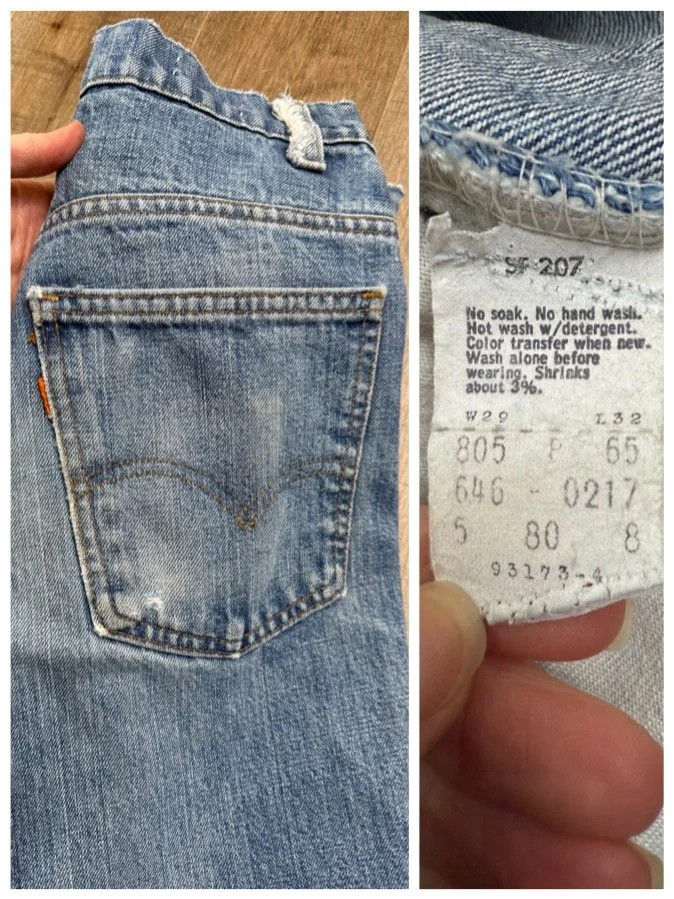 SF 207
No soak. No hand wash.
Hot wash w/detergent.
Color transfer when new.
Wash alone before
wearing. Shrinks
about 3%.
W29 L32
805 P 65
646 - 0217
5 80 8
93173-4